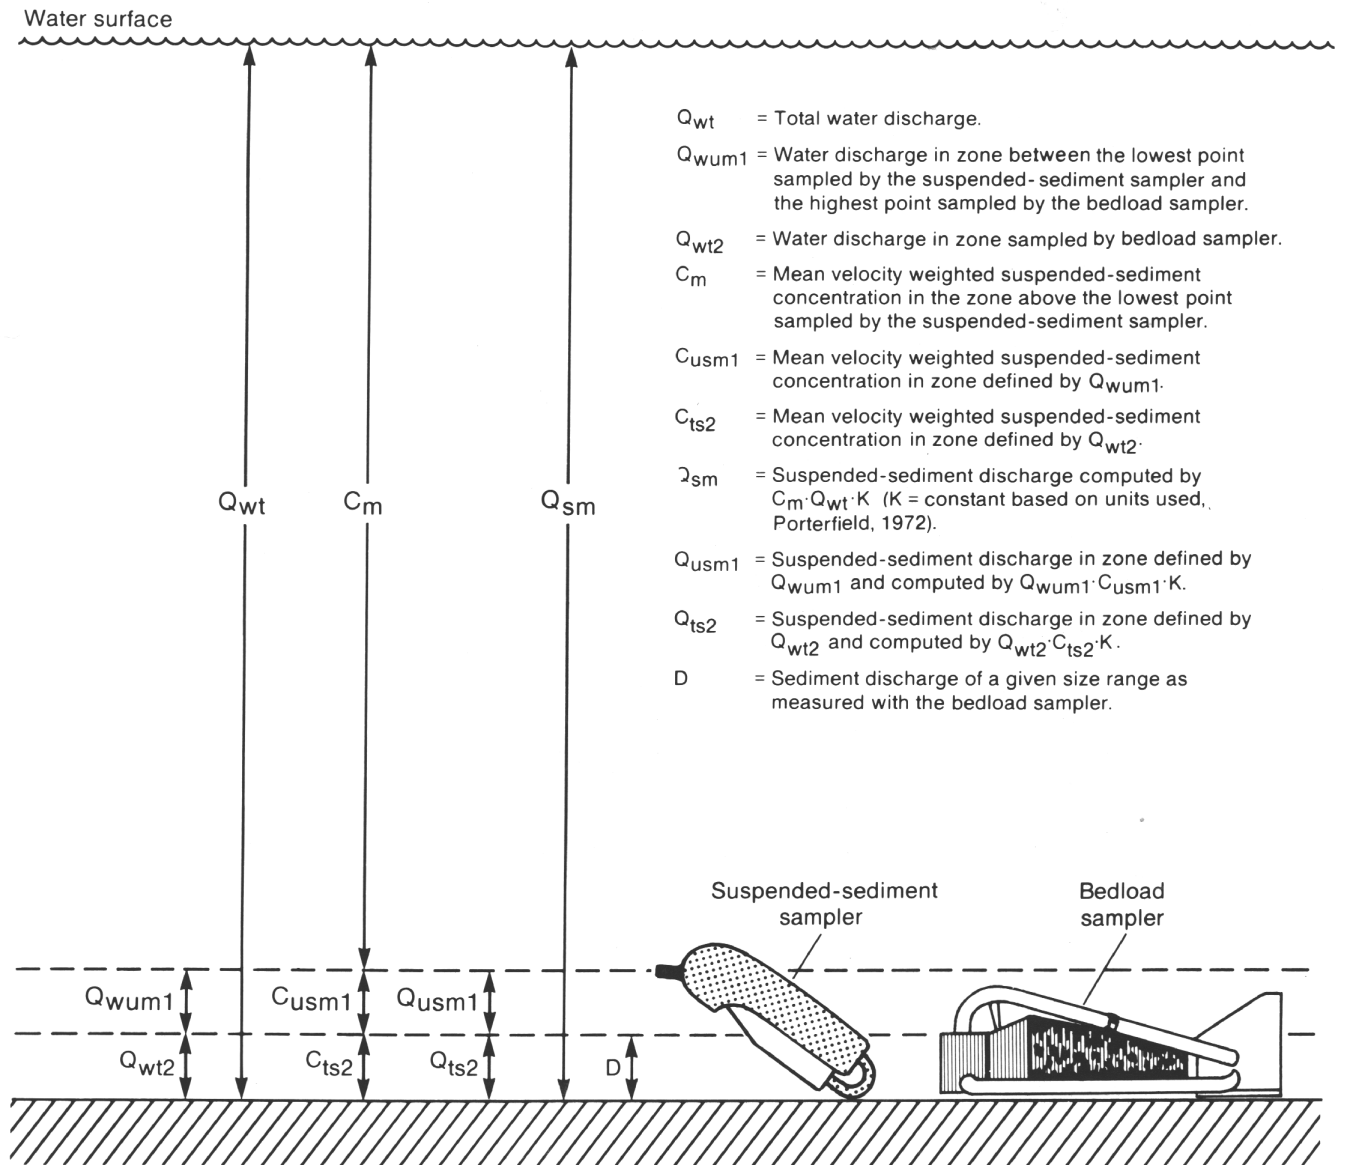 Water surface
Qwt = Total water discharge.
Qwum1 = Water discharge in zone between the lowest point
sampled by the suspended-sediment sampler and
the highest point sampled by the bedload sampler.
Qwt2 = Water discharge in zone sampled by bedload sampler.
Cm = Mean velocity weighted suspended-sediment
concentration in the zone above the lowest point
sampled by the suspended-sediment sampler.
Cusm1 = Mean velocity weighted suspended-sediment
concentration in zone defined by Qwum1.
Cts2 = Mean velocity weighted suspended-sediment
concentration in zone defined by Qwt2.
Qsm = Suspended-sediment discharge computed by
Cm·Qwt·K (K = constant based on units used,
Porterfield, 1972).
Qusm1 = Suspended-sediment discharge in zone defined by
Qwum1 and computed by Qwum1·Cusm1·K.
Qts2 = Suspended-sediment discharge in zone defined by
Qwt2 and computed by Qwt2·Cts2·K.
D = Sediment discharge of a given size range as
measured with the bedload sampler.
Qwt Cm Qsm
Suspended-sediment
sampler
Bedload
sampler
Qwum1 Cusm1 Qusm1
Qwt2 Cts2 Qts2 D